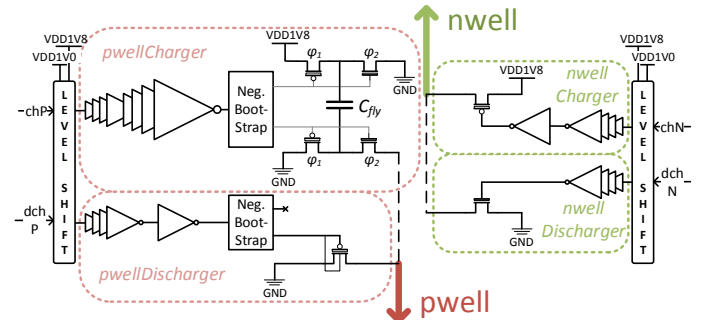 nwell
VDD1V8
VDD1V0
pwellCharger
VDD1V8
φ1
φ2
GND
VDD1V8
nwell
Charger
VDD1V8
VDD1V0
chP
LEVEL SHIFT
Neg.
Boot-
Strap
Cfly
chN
LEVEL SHIFT
GND
φ1
φ2
dch
P
Neg.
Boot-
Strap
dch
N
nwell
Discharger
GND
pwellDischarger
GND
pwell